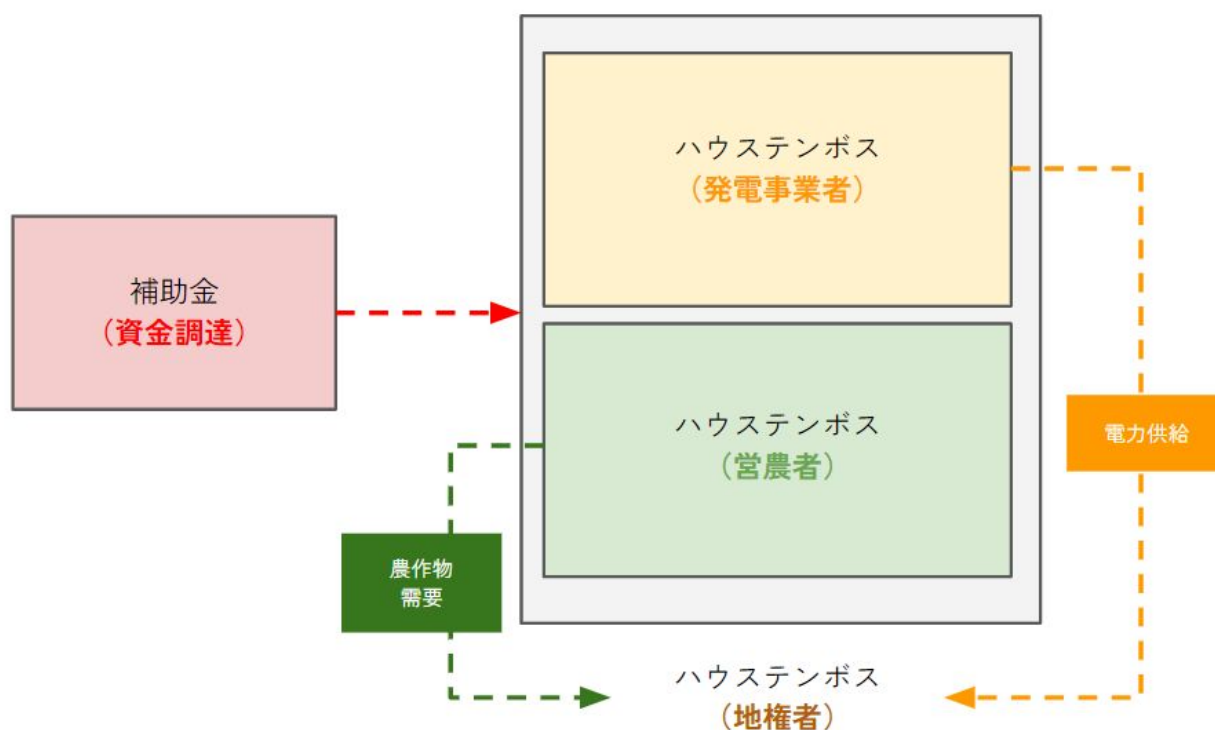 ハウステンボス
（発電事業者）
補助金
（資金調達）
ハウステンボス
（営農者）
電力供給
農作物
需要
ハウステンボス
（地権者）